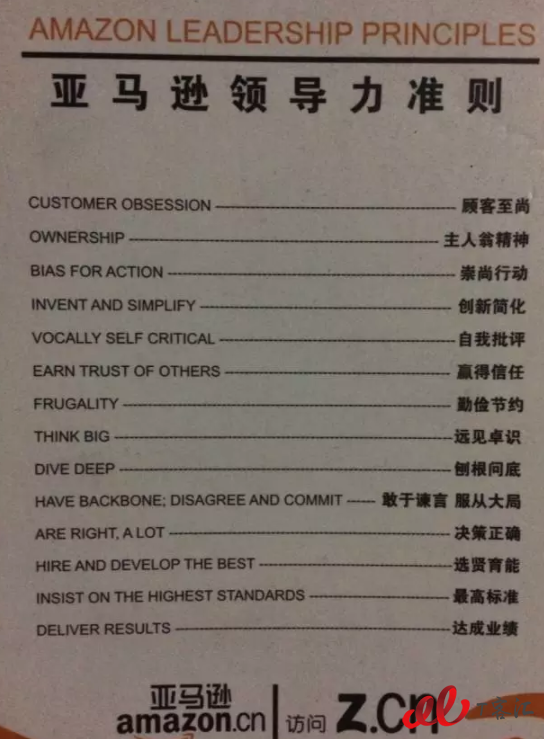 AMAZON LEADERSHIP PRINCIPLES
亚马逊领导力准则
CUSTOMER OBSESSION 顾客至尚
OWNERSHIP 主人翁精神
BIAS FOR ACTION 崇尚行动
INVENT AND SIMPLIFY 创新简化
VOCALLY SELF CRITICAL 自我批评
EARN TRUST OF OTHERS 赢得信任
FRUGALITY 勤俭节约
THINK BIG 远见卓识
DIVE DEEP 刨根问底
HAVE BACKBONE; DISAGREE AND COMMIT 敢于谏言 服从大局
ARE RIGHT, A LOT 决策正确
HIRE AND DEVELOP THE BEST 选贤育能
INSIST ON THE HIGHEST STANDARDS 最高标准
DELIVER RESULTS 达成业绩
亚马逊
amazon.cn | 访问 z.cn